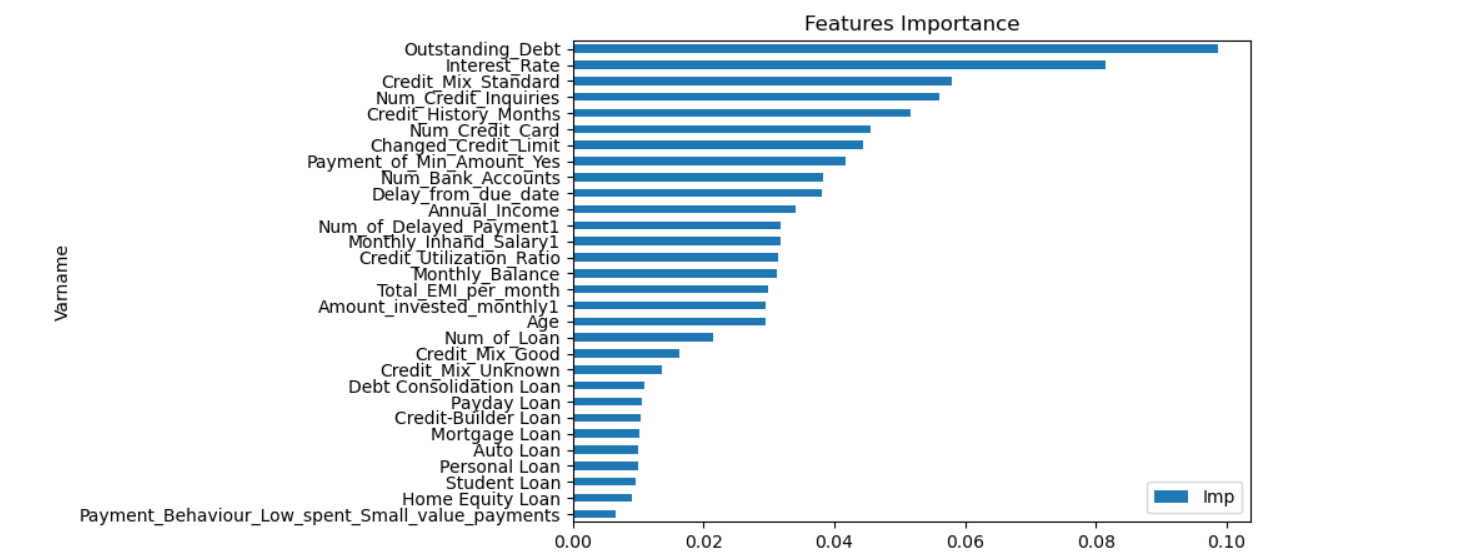 Features Importance
Outstanding_Debt
Interest_Rate
Credit_Mix_Standard
Num_Credit_Inquiries
Credit_History_Months
Num_Credit_Card
Changed_Credit_Limit
Payment_of_Min_Amount_Yes
Num_Bank_Accounts
Delay_from_due_date
Annual_Income
Num_of_Delayed_Payment1
Monthly_Inhand_Salary1
Credit_Utilization_Ratio
Monthly_Balance
Total_EMI_per_month
Amount_invested_monthly1
Age
Num_of_Loan
Credit_Mix_Good
Credit_Mix_Unknown
Debt Consolidation Loan
Payday Loan
Credit-Builder Loan
Mortgage Loan
Auto Loan
Personal Loan
Student Loan
Home Equity Loan
Payment_Behaviour_Low_spent_Small_value_payments
Varname
Imp
0.00 0.02 0.04 0.06 0.08 0.10